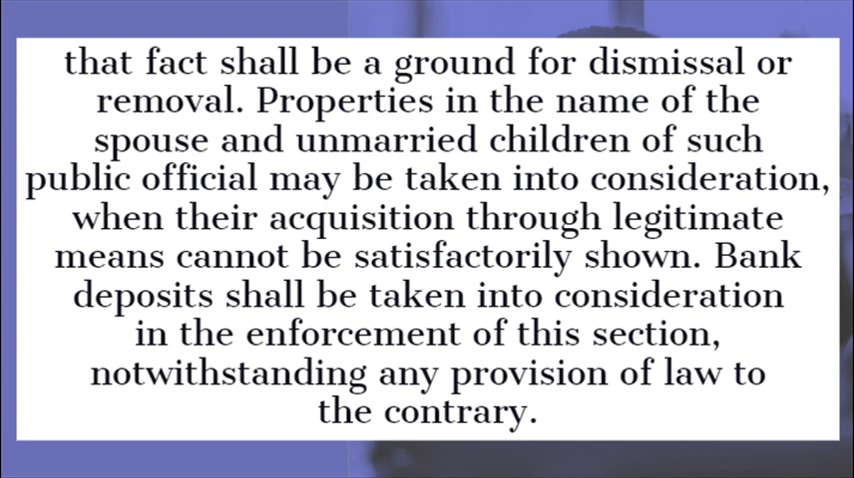 that fact shall be a ground for dismissal or
removal. Properties in the name of the
spouse and unmarried children of such
public official may be taken into consideration,
when their acquisition through legitimate
means cannot be satisfactorily shown. Bank
deposits shall be taken into consideration
in the enforcement of this section,
notwithstanding any provision of law to
the contrary.